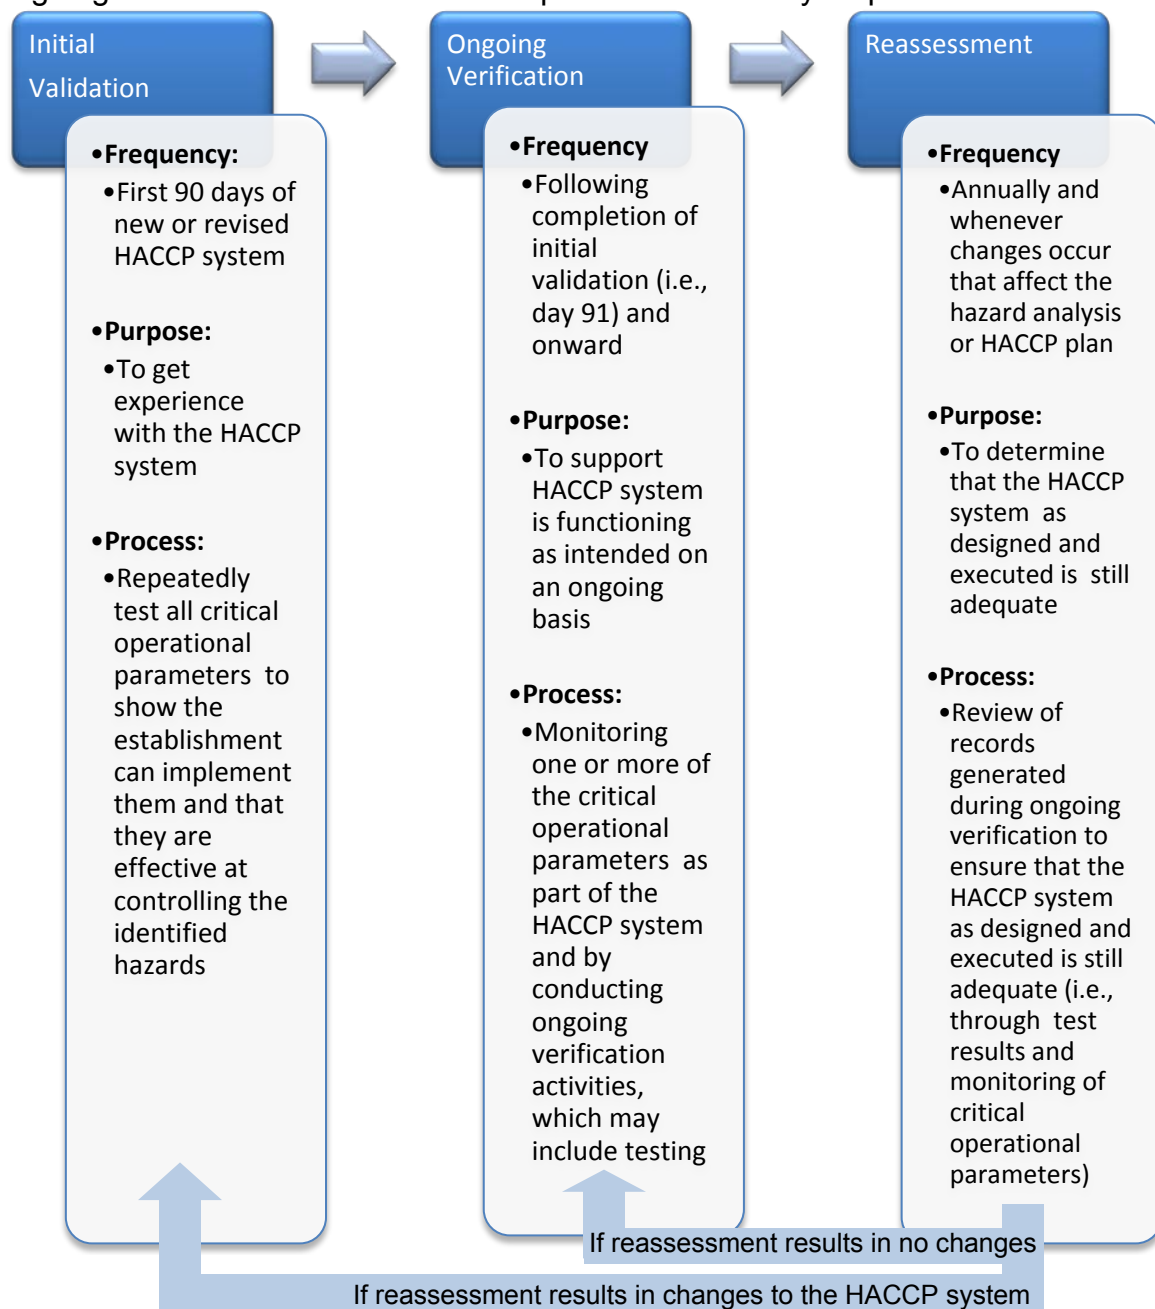 Initial
Validation
•Frequency:
•First 90 days of
new or revised
HACCP system
•Purpose:
•To get
experience
with the HACCP
system
•Process:
•Repeatedly
test all critical
operational
parameters to
show the
establishment
can implement
them and that
they are
effective at
controlling the
identified
hazards
Ongoing
Verification
•Frequency
•Following
completion of
initial
validation (i.e.,
day 91) and
onward
•Purpose:
•To support
HACCP system
is functioning
as intended on
an ongoing
basis
•Process:
•Monitoring
one or more of
the critical
operational
parameters as
part of the
HACCP system
and by
conducting
ongoing
verification
activities,
which may
include testing
Reassessment
•Frequency
•Annually and
whenever
changes occur
that affect the
hazard analysis
or HACCP plan
•Purpose:
•To determine
that the HACCP
system as
designed and
executed is still
adequate
•Process:
•Review of
records
generated
during ongoing
verification to
ensure that the
HACCP system
as designed and
executed is still
adequate (i.e.,
through test
results and
monitoring of
critical
operational
parameters)
If reassessment results in no changes
If reassessment results in changes to the HACCP system